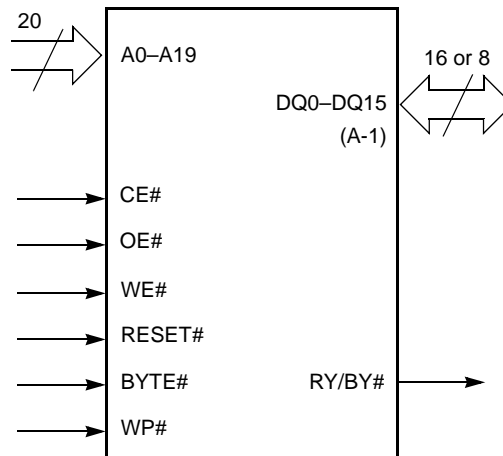 20
A0–A19
16 or 8
DQ0–DQ15
(A-1)
CE#
OE#
WE#
RESET#
BYTE#
RY/BY#
WP#